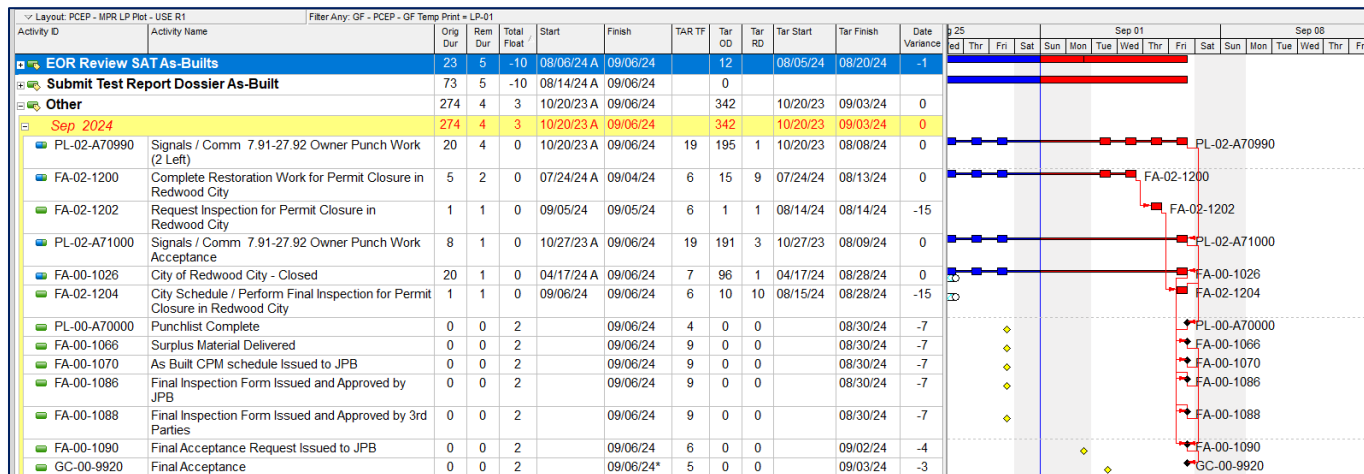 Layout: PCEP - MPR LP Plot - USE R1 Filter Any: GF - PCEP - GF Temp Print = LP-01
Activity ID Activity Name Orig Dur Rem Dur Total Float Start Finish TAR TF Tar OD Tar RD Tar Start Tar Finish Date Variance g 25 Sep 01 Sep 08
ed Thr Fri Sat Sun Mon Tue Wed Thr Fri Sat Sun Mon Tue Wed Thr Fr
EOR Review SAT As-Builts 23 5 -10 08/06/24 A 09/06/24 12 08/05/24 08/20/24 -1
Submit Test Report Dossier As-Built 73 5 -10 08/14/24 A 09/06/24 0
Other 274 4 3 10/20/23 A 09/06/24 342 10/20/23 09/03/24 0
Sep 2024 274 4 3 10/20/23 A 09/06/24 342 10/20/23 09/03/24 0
PL-02-A70990 Signals / Comm 7.91-27.92 Owner Punch Work 20 4 0 10/20/23 A 09/06/24 19 195 1 10/20/23 08/08/24 0 PL-02-A70990
(2 Left)
FA-02-1200 Complete Restoration Work for Permit Closure in 5 2 0 07/24/24 A 09/04/24 6 15 9 07/24/24 08/13/24 0 FA-02-1200
Redwood City
FA-02-1202 Request Inspection for Permit Closure in 1 1 0 09/05/24 09/05/24 6 1 1 08/14/24 08/14/24 -15 FA-02-1202
Redwood City
PL-02-A71000 Signals / Comm 7.91-27.92 Owner Punch Work 8 1 0 10/27/23 A 09/06/24 19 191 3 10/27/23 08/09/24 0 PL-02-A71000
Acceptance
FA-00-1026 City of Redwood City - Closed 20 1 0 04/17/24 A 09/06/24 7 96 1 04/17/24 08/28/24 0 FA-00-1026
FA-02-1204 City Schedule / Perform Final Inspection for Permit 1 1 0 09/06/24 09/06/24 6 10 10 08/15/24 08/28/24 -15 FA-02-1204
Closure in Redwood City
PL-00-A70000 Punchlist Complete 0 0 2 09/06/24 4 0 0 08/30/24 -7 PL-00-A70000
FA-00-1066 Surplus Material Delivered 0 0 2 09/06/24 9 0 0 08/30/24 -7 FA-00-1066
FA-00-1070 As Built CPM schedule Issued to JPB 0 0 2 09/06/24 9 0 0 08/30/24 -7 FA-00-1070
FA-00-1086 Final Inspection Form Issued and Approved by 0 0 2 09/06/24 9 0 0 08/30/24 -7 FA-00-1086
JPB
FA-00-1088 Final Inspection Form Issued and Approved by 3rd 0 0 2 09/06/24 9 0 0 08/30/24 -7 FA-00-1088
Parties
FA-00-1090 Final Acceptance Request Issued to JPB 0 0 2 09/06/24 6 0 0 09/02/24 -4 FA-00-1090
GC-00-9920 Final Acceptance 0 0 2 09/06/24* 5 0 0 09/03/24 -3 GC-00-9920